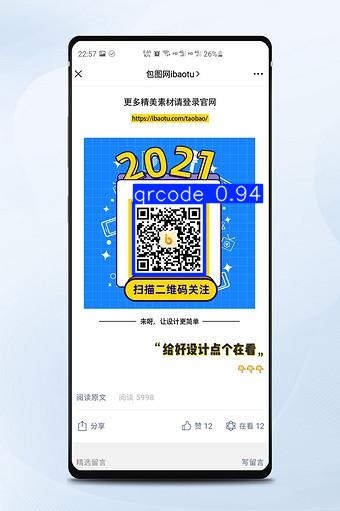 22:57
26%
包图网ibaotu
更多精美素材请登录官网
https://ibaotu.com/taobao/
2021
qrcode 0.94
扫描二维码关注
来呀，让设计更简单
“给好设计点个在看„
阅读原文 阅读 5998
分享 赞 12 在看 12
精选留言 写留言